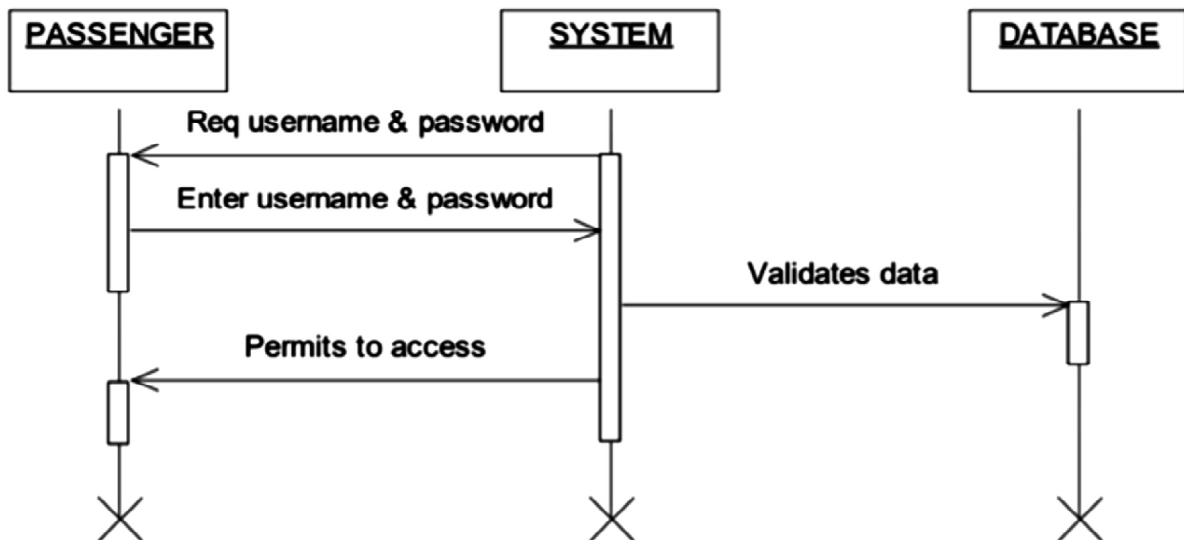 PASSENGER
SYSTEM
DATABASE
Req username & password
Enter username & password
Validates data
Permits to access